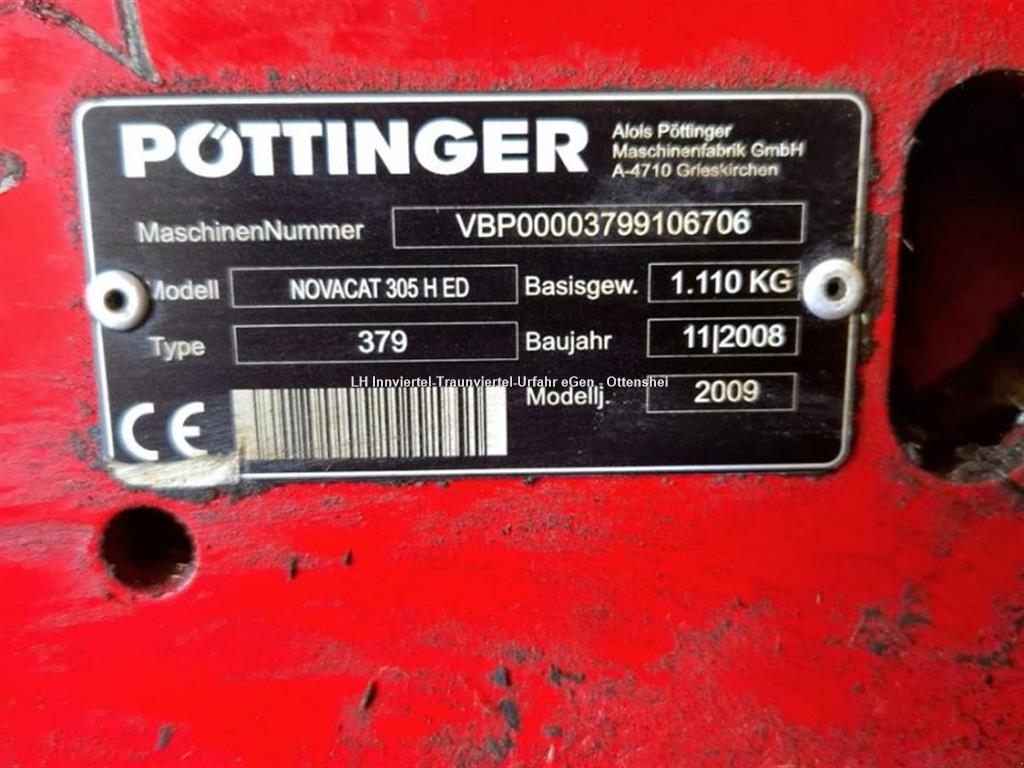 PÖTTINGER
Alois Pöttinger
Maschinenfabrik GmbH
A-4710 Grieskirchen
MaschinenNummer VBP00003799106706
Modell NOVACAT 305 H ED Basisgew. 1.110 KG
Type 379 Baujahr 11|2008
LH Innviertel-Traunviertel-Urfahr eGen - Ottenshei
Modellj. 2009
CE